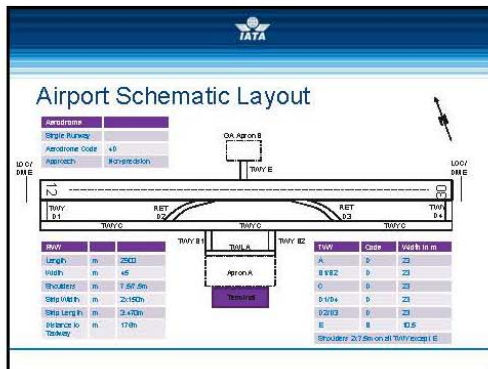 IATA
Airport Schematic Layout
Aerodrome
Single Runway
Aerodrome Code 4D
Approach Non-precision
GA Apron B
TWY E
LOC/
DME
LOC/
DME
12
30
TWY
D1
RET
D2
RET
D3
TWY
D4
TWY C
TWY C
TWY C
TWY B1
TWY B2
TWL A
Apron A
Terminal
RWY
Length m 2500
Width m 45
Shoulders m 7.5/7.5m
Strip Width m 2x150m
Strip Length m
Distance to m 176m
Taxiway
TWY Code Width in m
A D 23
B1/B2 D 23
C D 23
D1/D4 D 23
D2/D3 D 23
E B 10.5
Shoulders 2x7.5m on all TWY except E